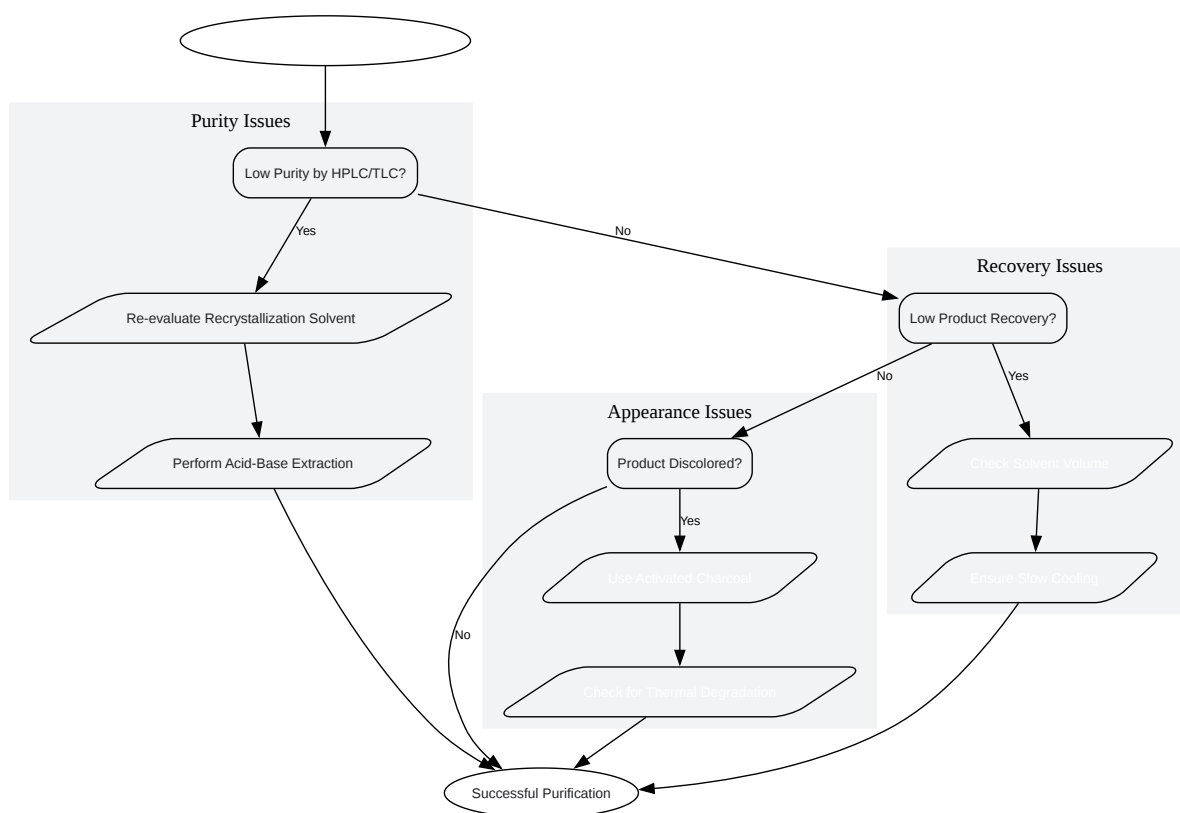 Purity Issues
Low Purity by HPLC/TLC?
Yes
No
Recovery Issues
Re-evaluate Recrystallization Solvent
Low Product Recovery?
No
Yes
Appearance Issues
Perform Acid-Base Extraction
Product Discolored?
Check Solvent Volume
Yes
Use Activated Charcoal
Ensure Slow Cooling
No
Check for Thermal Degradation
Successful Purification